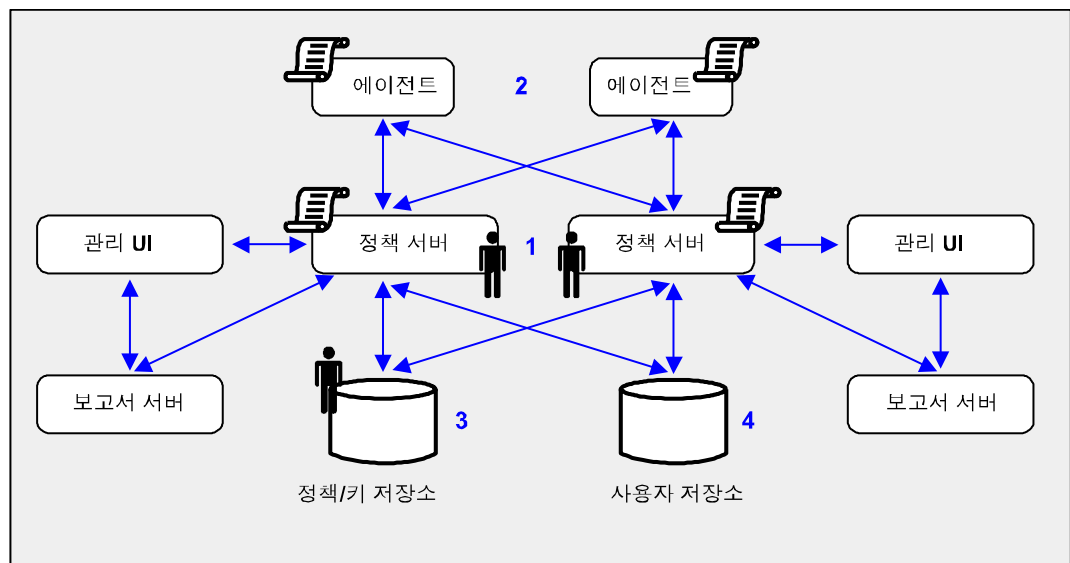 에이전트
2
에이전트
관리 UI
정책 서버
1
정책 서버
관리 UI
보고서 서버
3
4
보고서 서버
정책/키 저장소
사용자 저장소